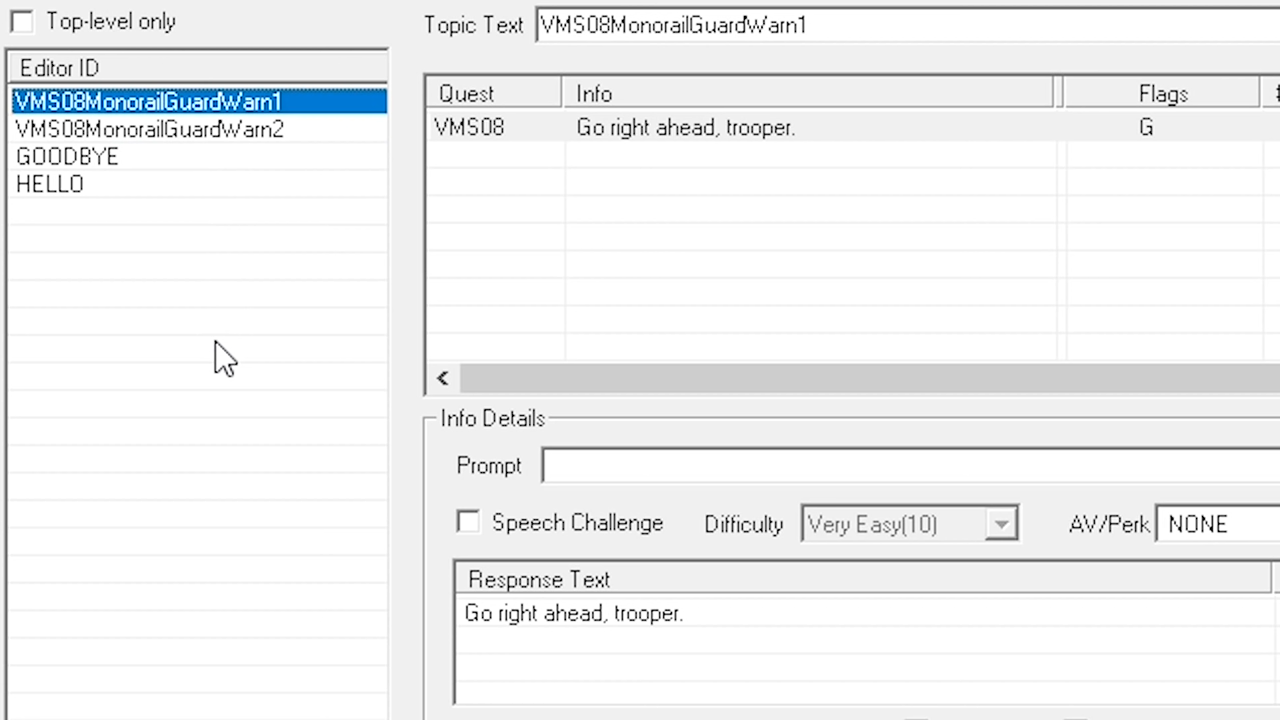 Top-level only
Topic Text VMS08MonorailGuardWarn1
Editor ID
VMS08MonorailGuardWarn1
VMS08MonorailGuardWarn2
GOODBYE
HELLO
Quest Info Flags
VMS08 Go right ahead, trooper. G
Info Details
Prompt
Speech Challenge Difficulty Very Easy(10) AV/Perk NONE
Response Text
Go right ahead, trooper.